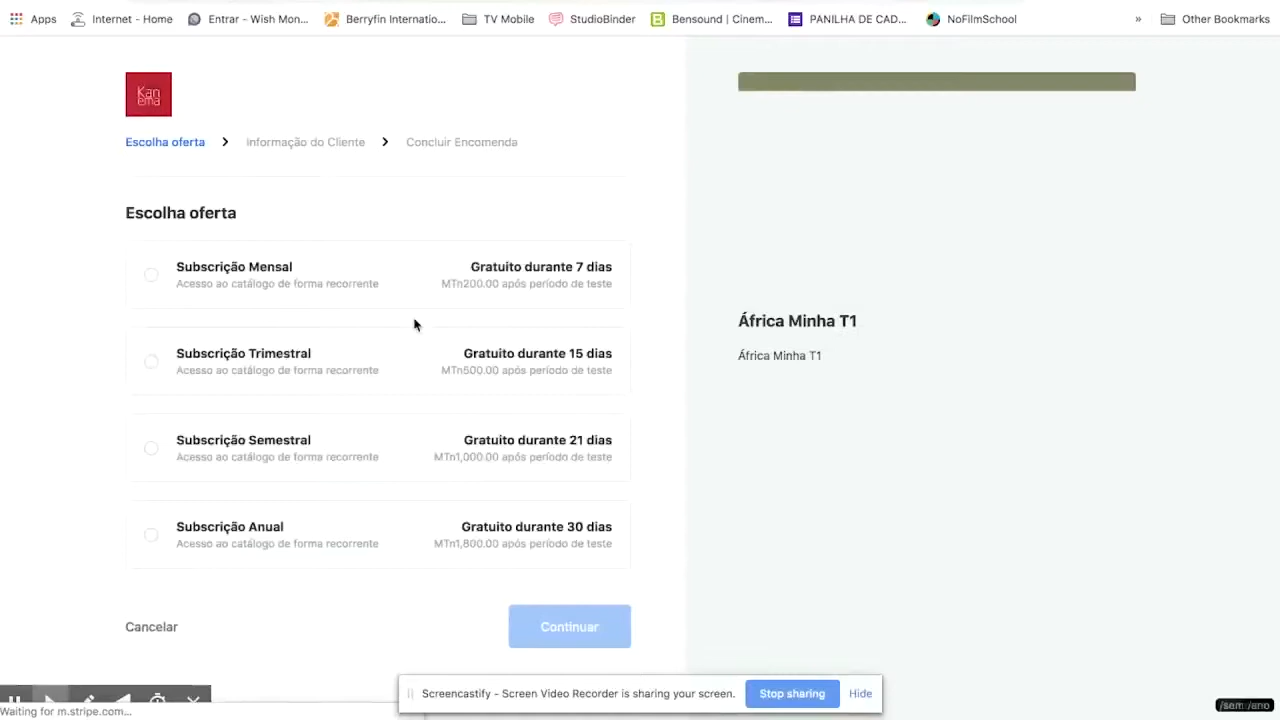 Apps Internet - Home Entrar - Wish Mon... Berryfin Internatio... TV Mobile StudioBinder Bensound | Cinem... PANILHA DE CAD... NoFilmSchool » Other Bookmarks
Kan
ema
Escolha oferta Informação do Cliente Concluir Encomenda
Escolha oferta
Subscrição Mensal Gratuito durante 7 dias
Acesso ao catálogo de forma recorrente MTn200.00 após período de teste
Subscrição Trimestral Gratuito durante 15 dias
Acesso ao catálogo de forma recorrente MTn500.00 após período de teste
Subscrição Semestral Gratuito durante 21 dias
Acesso ao catálogo de forma recorrente MTn1,000.00 após período de teste
Subscrição Anual Gratuito durante 30 dias
Acesso ao catálogo de forma recorrente MTn1,800.00 após período de teste
Cancelar Continuar
África Minha T1
África Minha T1
Screencastify - Screen Video Recorder is sharing your screen. Stop sharing Hide
Waiting for m.stripe.com...